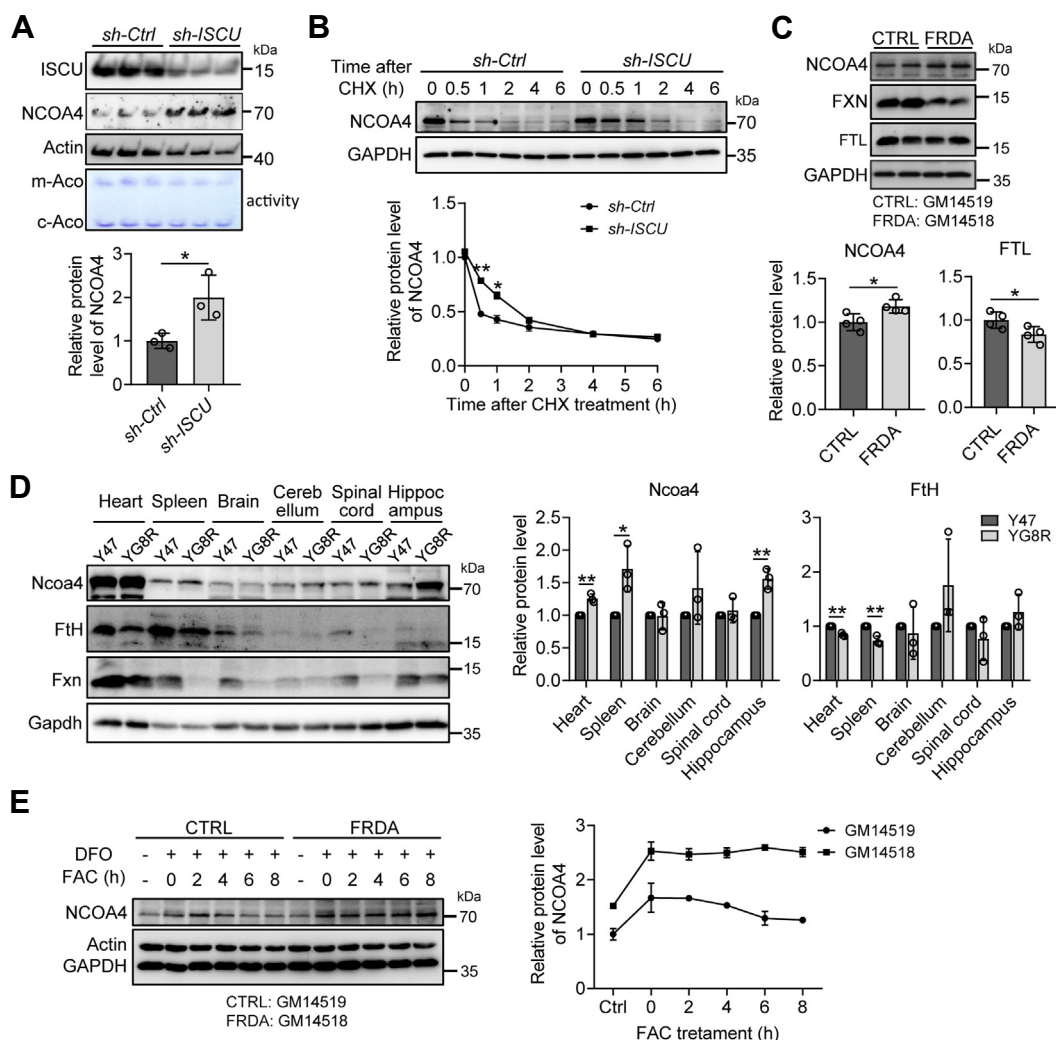 A
sh-Ctrl sh-ISCU
kDa
ISCU 15
NCOA4 70
Actin 40
m-Aco
activity
c-Aco
Relative protein
level of NCOA4
3
*
2
1
0
sh-Ctrl
sh-ISCU
B
Time after sh-Ctrl sh-ISCU
CHX (h) 0 0.5 1 2 4 6 0 0.5 1 2 4 6
kDa
NCOA4 70
GAPDH 35
Relative protein level
of NCOA4
1.5
sh-Ctrl
sh-ISCU
1.0
**
*
0.5
0.0
0 1 2 3 4 5 6
Time after CHX treatment (h)
C
CTRL FRDA
kDa
NCOA4 70
FXN 15
FTL 15
GAPDH 35
CTRL: GM14519
FRDA: GM14518
Relative protein level
NCOA4
1.5
*
1.0
0.5
0.0
CTRL
FRDA
FTL
1.5
*
1.0
0.5
0.0
CTRL
FRDA
D
Heart Spleen Brain Cereb Spinal Hippoc
ellum cord ampus
Y47 YG8R Y47 YG8R Y47 YG8R Y47 YG8R Y47 YG8R Y47 YG8R
kDa
Ncoa4 70
FtH 15
Fxn 15
Gapdh 35
Ncoa4
Relative protein level
2.5
2.0
1.5
1.0
0.5
0.0
** * **
Heart
Spleen
Brain
Cerebellum
Spinal cord
Hippocampus
FtH
3
Y47
YG8R
2
1
0
** **
Heart
Spleen
Brain
Cerebellum
Spinal cord
Hippocampus
E
CTRL FRDA
DFO - + + + + + - + + + + +
FAC (h) - 0 2 4 6 8 - 0 2 4 6 8
kDa
NCOA4 70
Actin
GAPDH 35
CTRL: GM14519
FRDA: GM14518
Relative protein level
of NCOA4
3
GM14519
GM14518
2
1
0
Ctrl 0 2 4 6 8
FAC tretament (h)